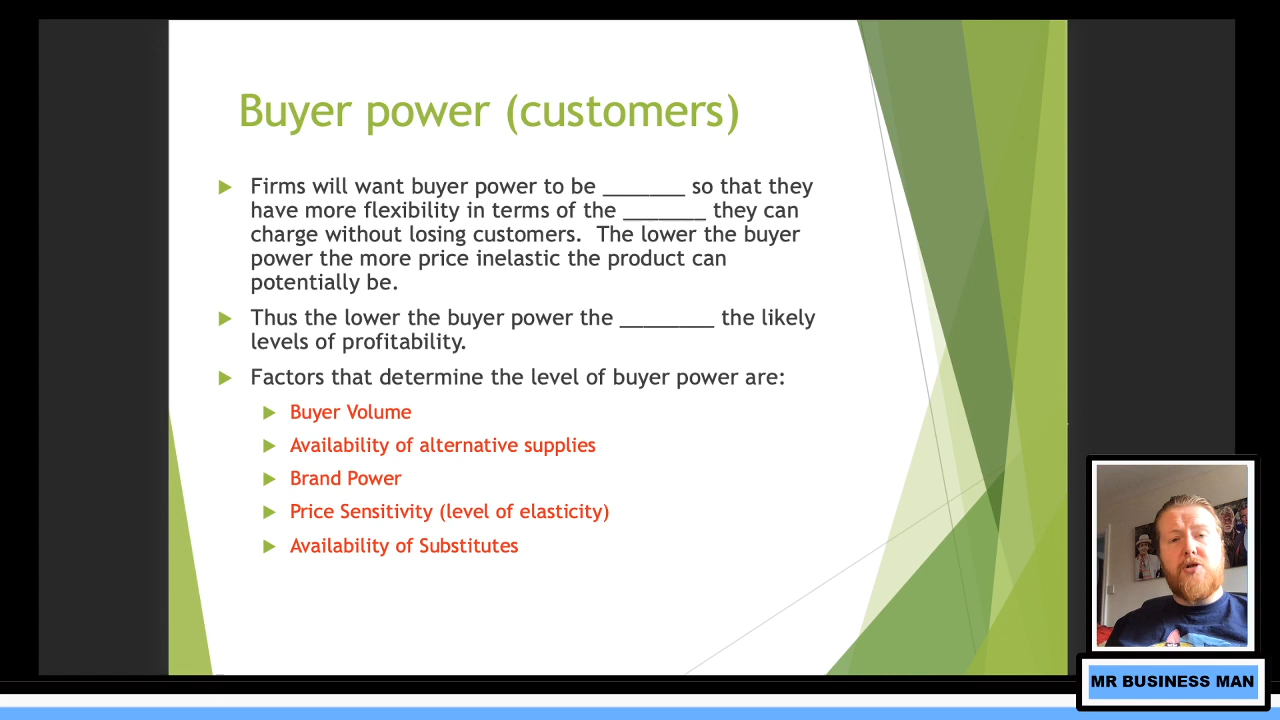 Buyer power (customers)
Firms will want buyer power to be _______ so that they
have more flexibility in terms of the _______ they can
charge without losing customers.  The lower the buyer
power the more price inelastic the product can
potentially be.
Thus the lower the buyer power the ________ the likely
levels of profitability.
Factors that determine the level of buyer power are:
Buyer Volume
Availability of alternative supplies
Brand Power
Price Sensitivity (level of elasticity)
Availability of Substitutes
MR BUSINESS MAN